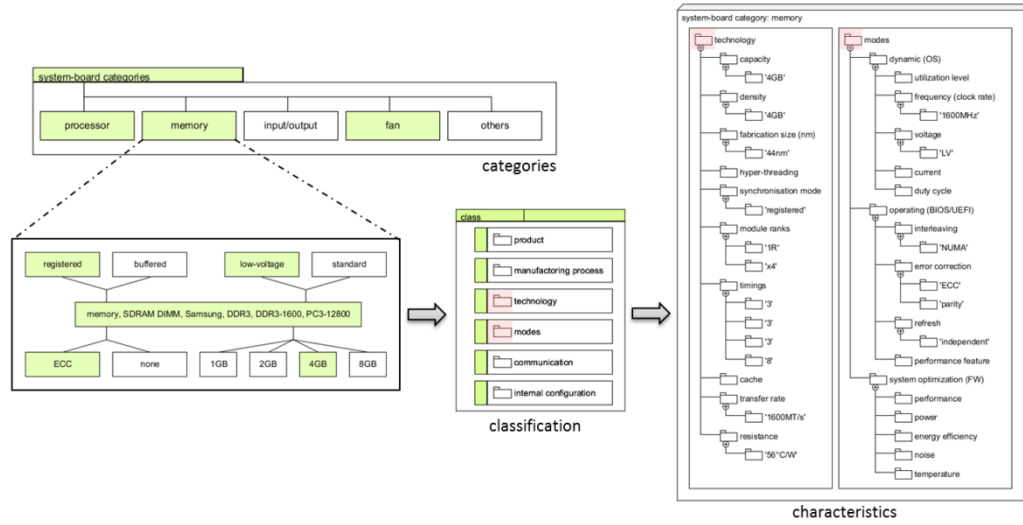 system-board categories
processor
memory
input/output
fan
others
categories
registered
buffered
low-voltage
standard
memory, SDRAM DIMM, Samsung, DDR3, DDR3-1600, PC3-12800
ECC
none
1GB
2GB
4GB
8GB
class
product
manufactoring process
technology
modes
communication
internal configuration
classification
system-board category: memory
technology
capacity
'4GB'
density
'4GB'
fabrication size (nm)
'44nm'
hyper-threading
synchronisation mode
'registered'
module ranks
'1R'
'x4'
timings
'3'
'3'
'3'
'8'
cache
transfer rate
'1600MT/s'
resistance
'56°C/W'
modes
dynamic (OS)
utilization level
frequency (clock rate)
'1600MHz'
voltage
'LV'
current
duty cycle
operating (BIOS/UEFI)
interleaving
'NUMA'
error correction
'ECC'
'parity'
refresh
'independent'
performance feature
system optimization (FW)
performance
power
energy efficiency
noise
temperature
characteristics